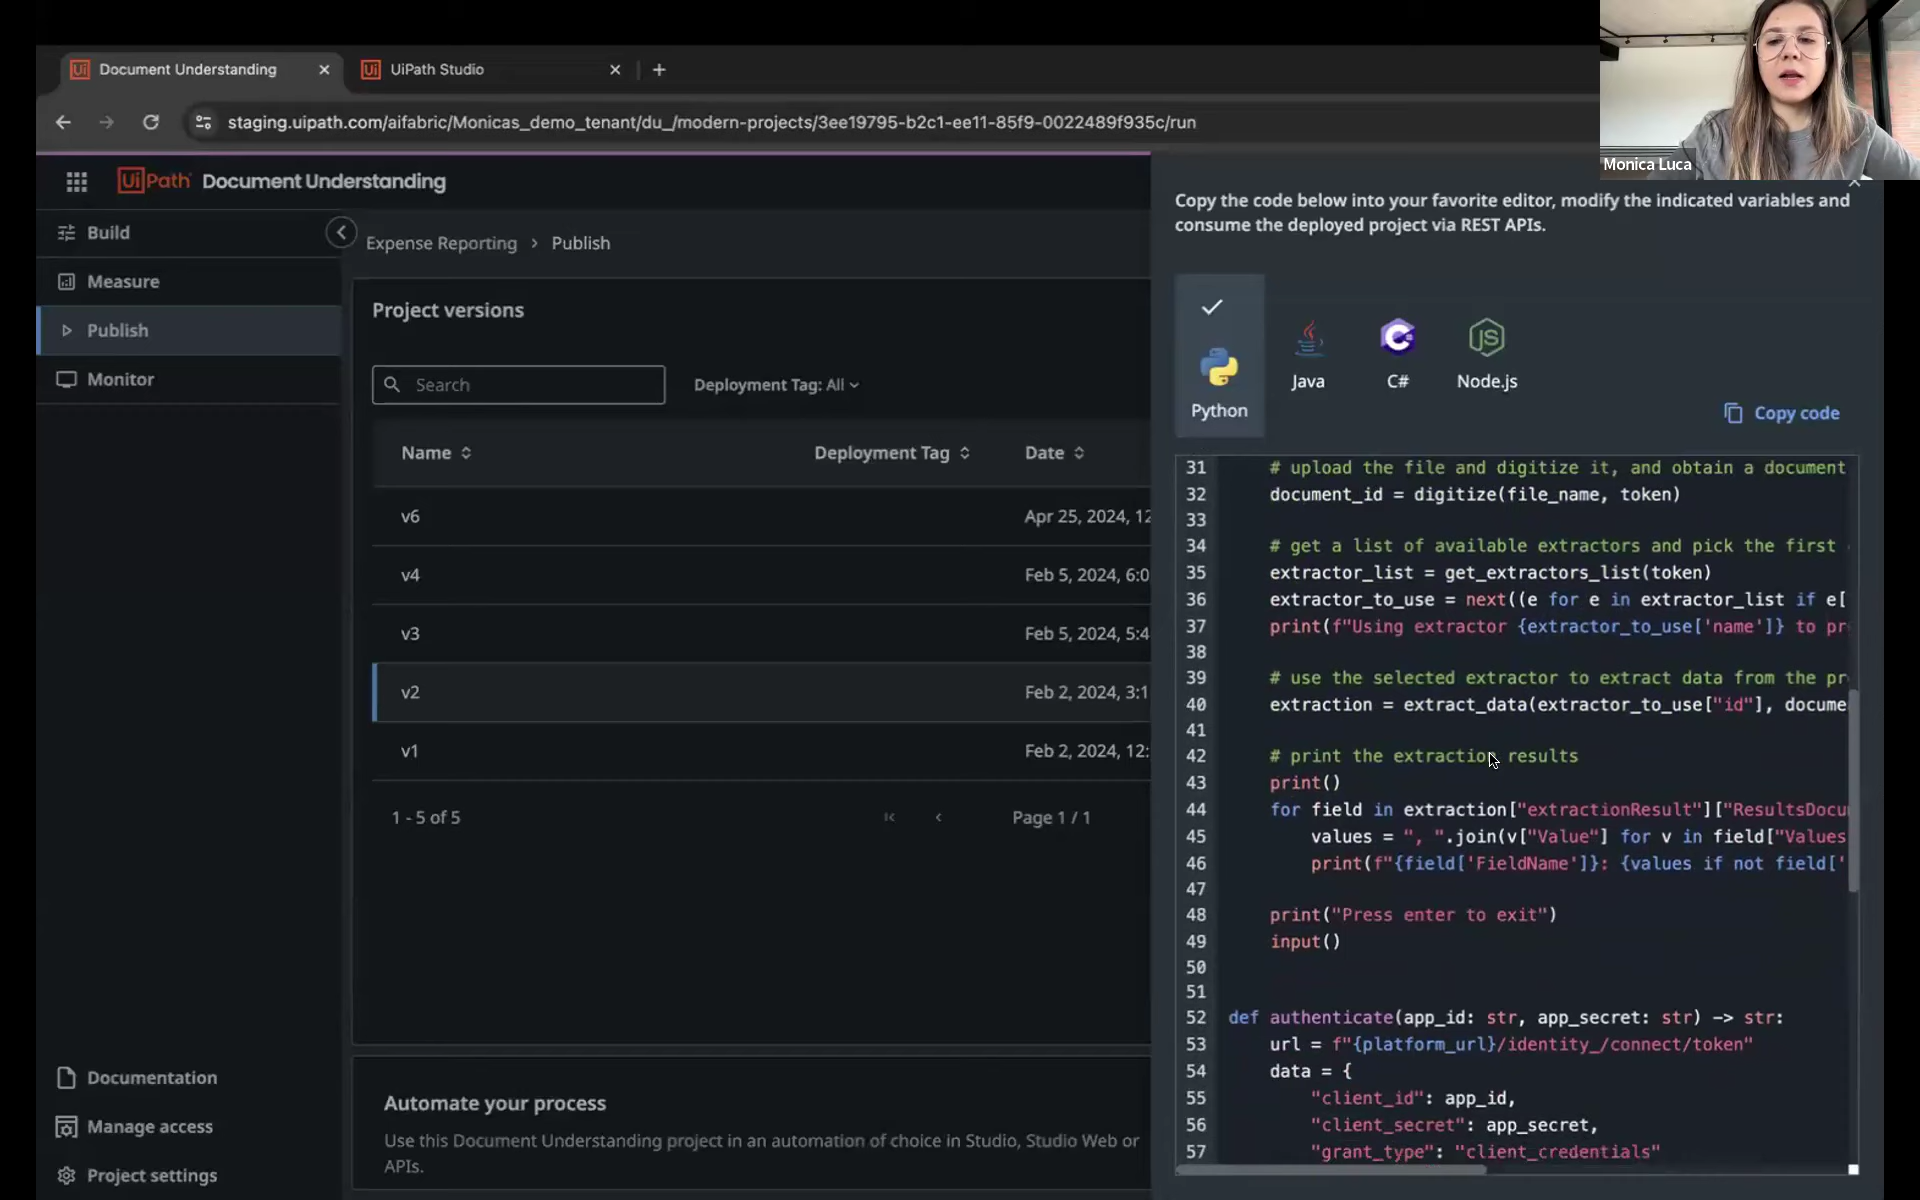 Document Understanding
UiPath Studio
staging.uipath.com/aifabric/Monicas_demo_tenant/du_/modern-projects/3ee19795-b2c1-ee11-85f9-0022489f935c/run
Monica Luca
UiPath Document Understanding
Build
Measure
Publish
Monitor
Documentation
Manage access
Project settings
Expense Reporting > Publish
Project versions
Search
Deployment Tag: All
Name Deployment Tag Date
v6 Apr 25, 2024, 12
v4 Feb 5, 2024, 6:0
v3 Feb 5, 2024, 5:4
v2 Feb 2, 2024, 3:1
v1 Feb 2, 2024, 12:
1 - 5 of 5
Page 1 / 1
Automate your process
Use this Document Understanding project in an automation of choice in Studio, Studio Web or
APIs.
Copy the code below into your favorite editor, modify the indicated variables and
consume the deployed project via REST APIs.
Python
Java
C#
JS
Node.js
Copy code
31 # upload the file and digitize it, and obtain a document
32 document_id = digitize(file_name, token)
33
34 # get a list of available extractors and pick the first
35 extractor_list = get_extractors_list(token)
36 extractor_to_use = next((e for e in extractor_list if e[
37 print(f"Using extractor {extractor_to_use['name']} to pr
38
39 # use the selected extractor to extract data from the pr
40 extraction = extract_data(extractor_to_use["id"], docume
41
42 # print the extraction results
43 print()
44 for field in extraction["extractionResult"]["ResultsDocu
45 values = ", ".join(v["Value"] for v in field["Values
46 print(f"{field['FieldName']}: {values if not field['
47
48 print("Press enter to exit")
49 input()
50
51
52 def authenticate(app_id: str, app_secret: str) -> str:
53 url = f"{platform_url}/identity_/connect/token"
54 data = {
55 "client_id": app_id,
56 "client_secret": app_secret,
57 "grant_type": "client_credentials"